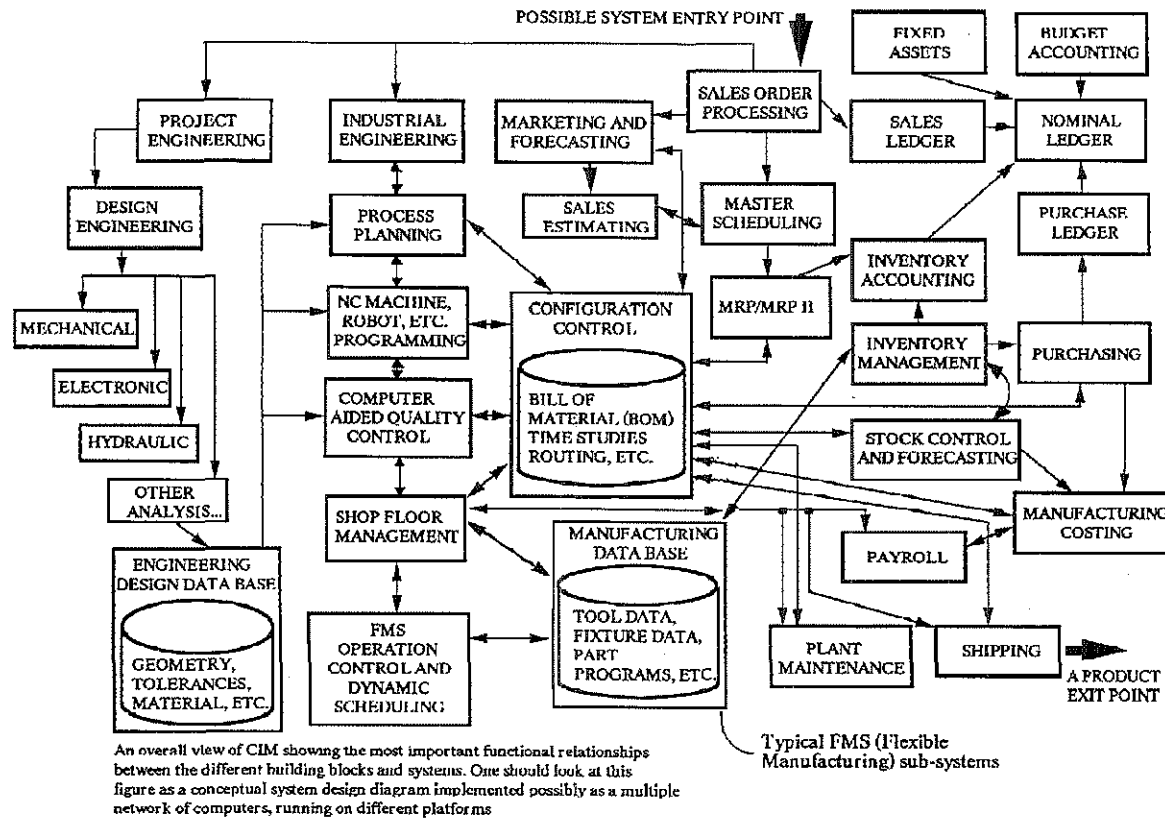 POSSIBLE SYSTEM ENTRY POINT
FIXED
ASSETS
BUDGET
ACCOUNTING
PROJECT
ENGINEERING
INDUSTRIAL
ENGINEERING
MARKETING AND
FORECASTING
SALES ORDER
PROCESSING
SALES
LEDGER
NOMINAL
LEDGER
DESIGN
ENGINEERING
PROCESS
PLANNING
SALES
ESTIMATING
MASTER
SCHEDULING
PURCHASE
LEDGER
INVENTORY
ACCOUNTING
MECHANICAL
NC MACHINE,
ROBOT, ETC.
PROGRAMMING
CONFIGURATION
CONTROL
MRP/MRP II
INVENTORY
MANAGEMENT
PURCHASING
ELECTRONIC
COMPUTER
AIDED QUALITY
CONTROL
BILL OF
MATERIAL (BOM)
TIME STUDIES
ROUTING, ETC.
HYDRAULIC
STOCK CONTROL
AND FORECASTING
OTHER
ANALYSIS...
SHOP FLOOR
MANAGEMENT
MANUFACTURING
DATA BASE
PAYROLL
MANUFACTURING
COSTING
ENGINEERING
DESIGN DATA BASE
GEOMETRY,
TOLERANCES,
MATERIAL, ETC.
FMS
OPERATION
CONTROL AND
DYNAMIC
SCHEDULING
TOOL DATA,
FIXTURE DATA,
PART
PROGRAMS, ETC.
PLANT
MAINTENANCE
SHIPPING
A PRODUCT
EXIT POINT
Typical FMS (Flexible
Manufacturing) sub-systems
An overall view of CIM showing the most important functional relationships
between the different building blocks and systems. One should look at this
figure as a conceptual system design diagram implemented possibly as a multiple
network of computers, running on different platforms